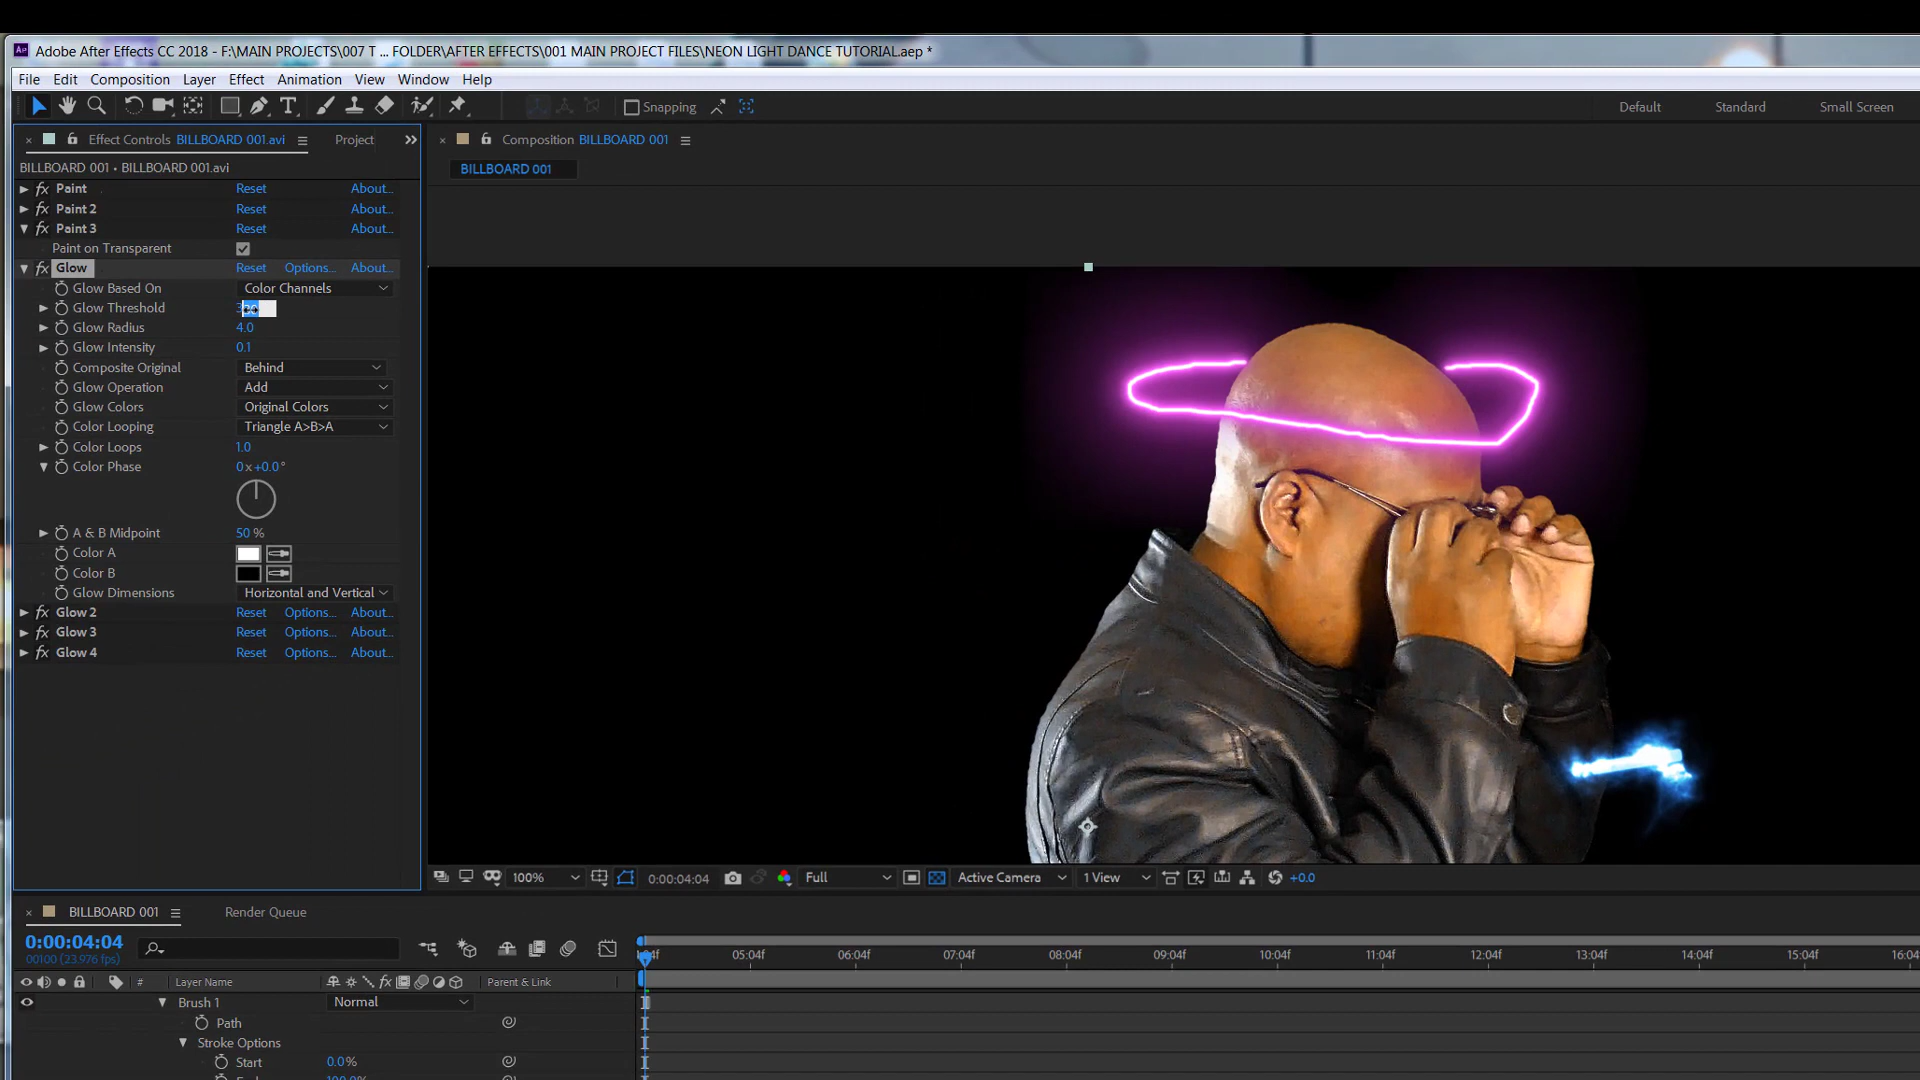 Adobe After Effects CC 2018 - F:\MAIN PROJECTS\007 T ... FOLDER\AFTER EFFECTS\001 MAIN PROJECT FILES\NEON LIGHT DANCE TUTORIAL.aep *
File Edit Composition Layer Effect Animation View Window Help
Snapping Default Standard Small Screen
Effect Controls BILLBOARD 001.avi Project
Composition BILLBOARD 001
BILLBOARD 001 • BILLBOARD 001.avi
BILLBOARD 001
fx Paint Reset About...
fx Paint 2 Reset About...
fx Paint 3 Reset
Paint on Transparent
fx Glow Reset Options... About...
Glow Based On Color Channels
Glow Threshold
Glow Radius 4.0
Glow Intensity 0.1
Composite Original Behind
Glow Operation Add
Glow Colors Original Colors
Color Looping Triangle A>B>A
Color Loops 1.0
Color Phase 0x+0.0°
A & B Midpoint 50 %
Color A
Color B
Glow Dimensions Horizontal and Vertical
fx Glow 2 Reset Options... About...
fx Glow 3 Reset Options... About...
fx Glow 4 Reset Options... About...
100% 0:00:04:04 Full Active Camera 1 View +0.0
BILLBOARD 001 Render Queue
0:00:04:04
00100 (23.976 fps)
05:04f 06:04f 07:04f 08:04f 09:04f 10:04f 11:04f 12:04f 13:04f 14:04f 15:04f 16:04
# Layer Name fx Parent & Link
Brush 1 Normal
Path
Stroke Options
Start 0.0%